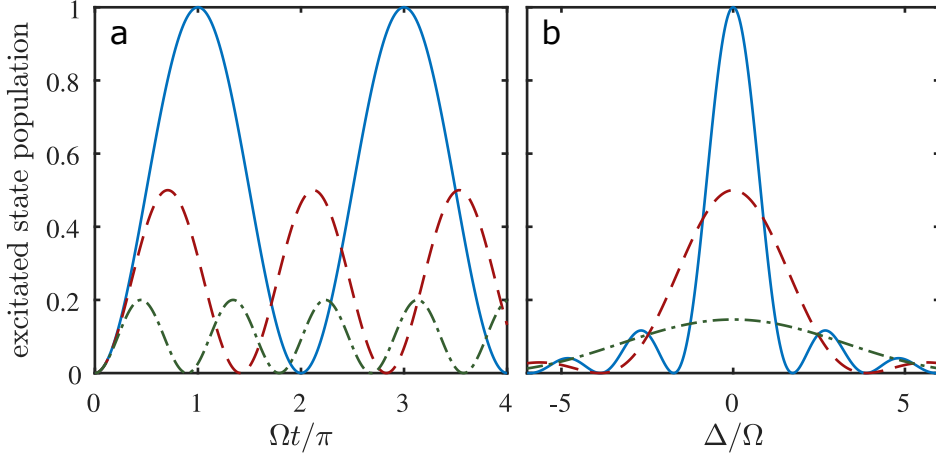 a
b
excitated state population
1
0.8
0.6
0.4
0.2
0
0 1 2 3 4
-5 0 5
Ωt/π
Δ/Ω